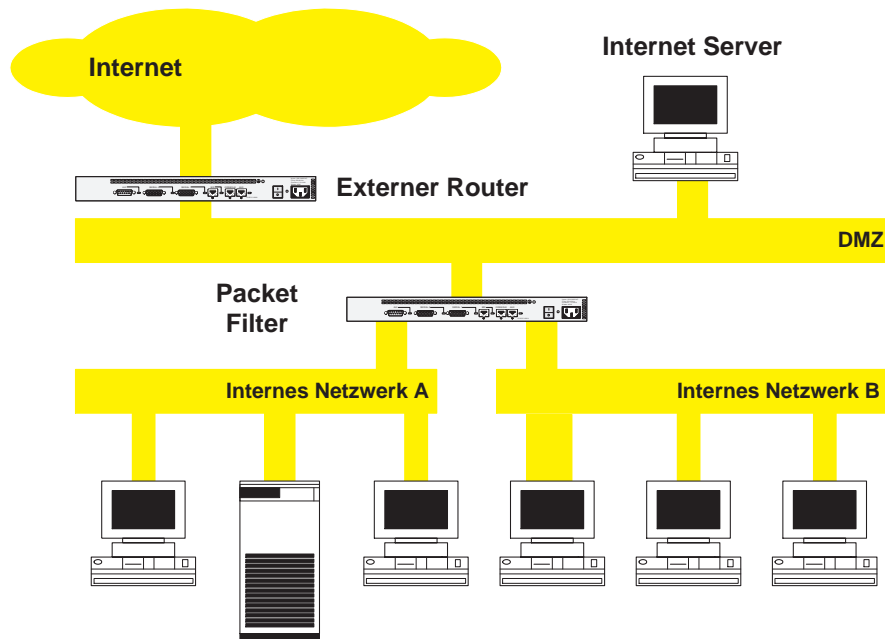 Internet
Internet Server
Externer Router
DMZ
Packet
Filter
Internes Netzwerk A
Internes Netzwerk B